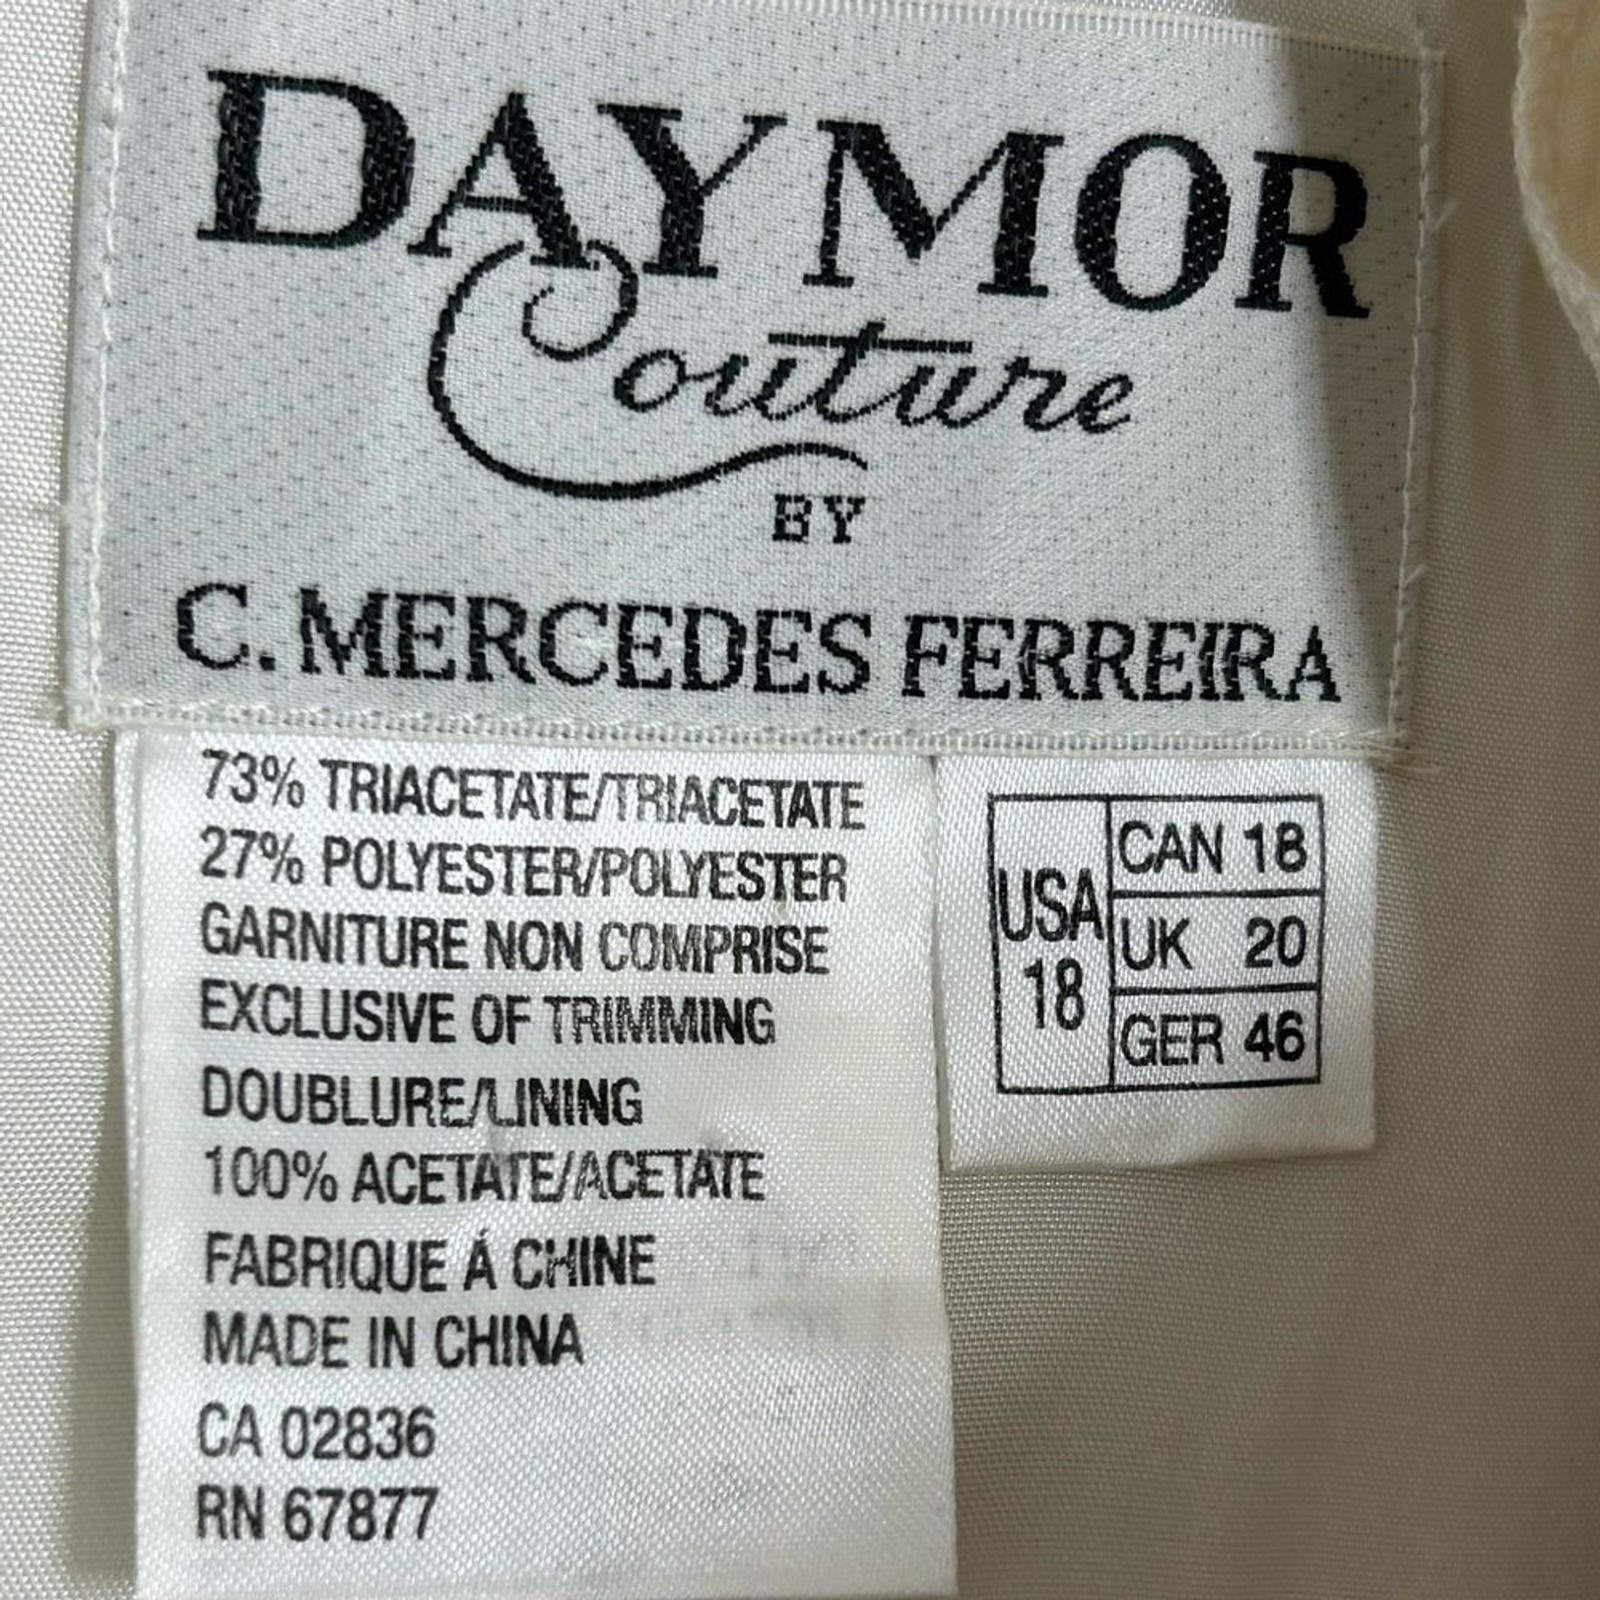 DAYMOR
Couture
BY
C. MERCEDES FERREIRA
73% TRIACETATE/TRIACETATE
27% POLYESTER/POLYESTER
GARNITURE NON COMPRISE
EXCLUSIVE OF TRIMMING
DOUBLURE/LINING
100% ACETATE/ACETATE
FABRIQUE Á CHINE
MADE IN CHINA
CA 02836
RN 67877
USA
18
CAN 18
UK 20
GER 46